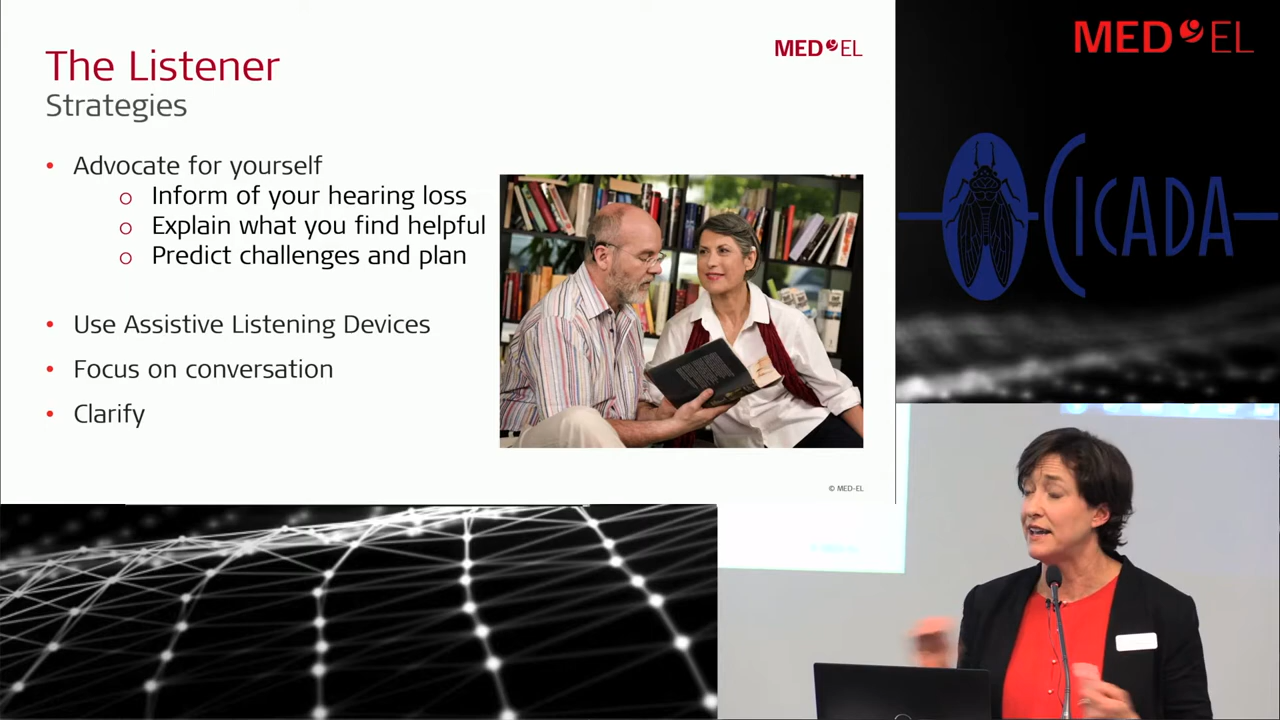 The Listener
Strategies
MED EL
• Advocate for yourself
o Inform of your hearing loss
o Explain what you find helpful
o Predict challenges and plan
• Use Assistive Listening Devices
• Focus on conversation
• Clarify
© MED-EL
MED EL
CICADA